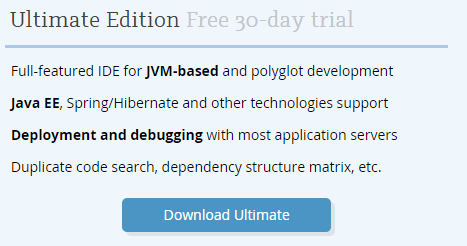 Ultimate Edition Free 30-day trial
Full-featured IDE for JVM-based and polyglot development
Java EE, Spring/Hibernate and other technologies support
Deployment and debugging with most application servers
Duplicate code search, dependency structure matrix, etc.
Download Ultimate